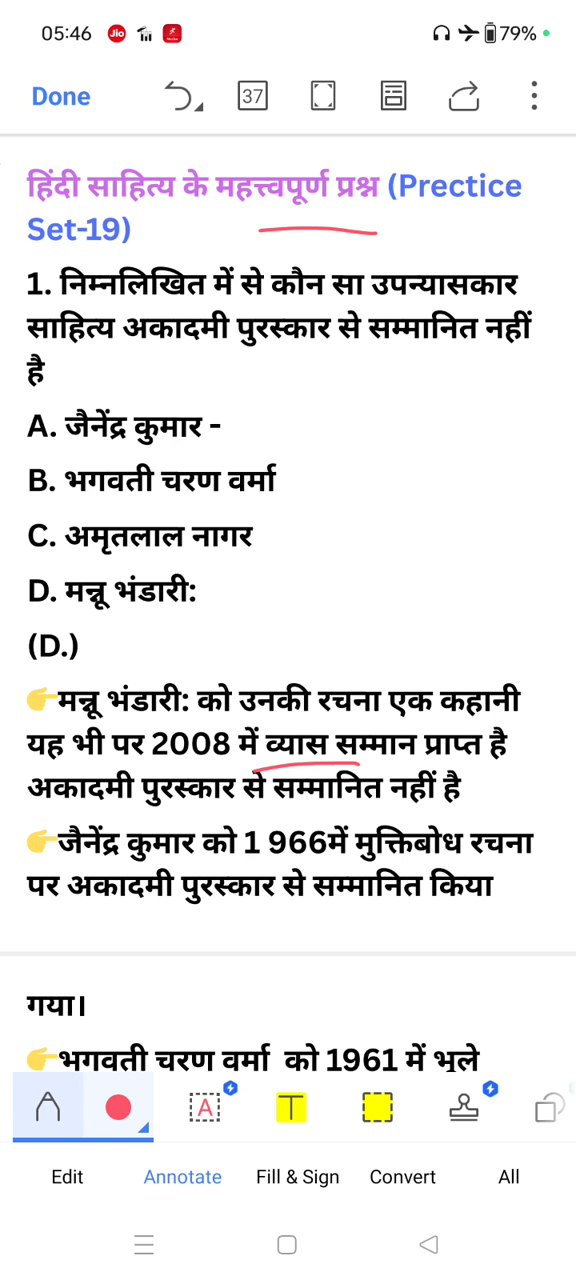 05:46
Jio
79%
Done
37
हिंदी साहित्य के महत्त्वपूर्ण प्रश्न (Prectice
Set-19)
1. निम्नलिखित में से कौन सा उपन्यासकार
साहित्य अकादमी पुरस्कार से सम्मानित नहीं
है
A. जैनेंद्र कुमार -
B. भगवती चरण वर्मा
C. अमृतलाल नागर
D. मन्नू भंडारी:
(D.)
👉मन्नू भंडारी: को उनकी रचना एक कहानी
यह भी पर 2008 में व्यास सम्मान प्राप्त है
अकादमी पुरस्कार से सम्मानित नहीं है
👉जैनेंद्र कुमार को 1 966में मुक्तिबोध रचना
पर अकादमी पुरस्कार से सम्मानित किया
गया।
👉भगवती चरण वर्मा को 1961 में भूले
A
T
Edit
Annotate
Fill & Sign
Convert
All